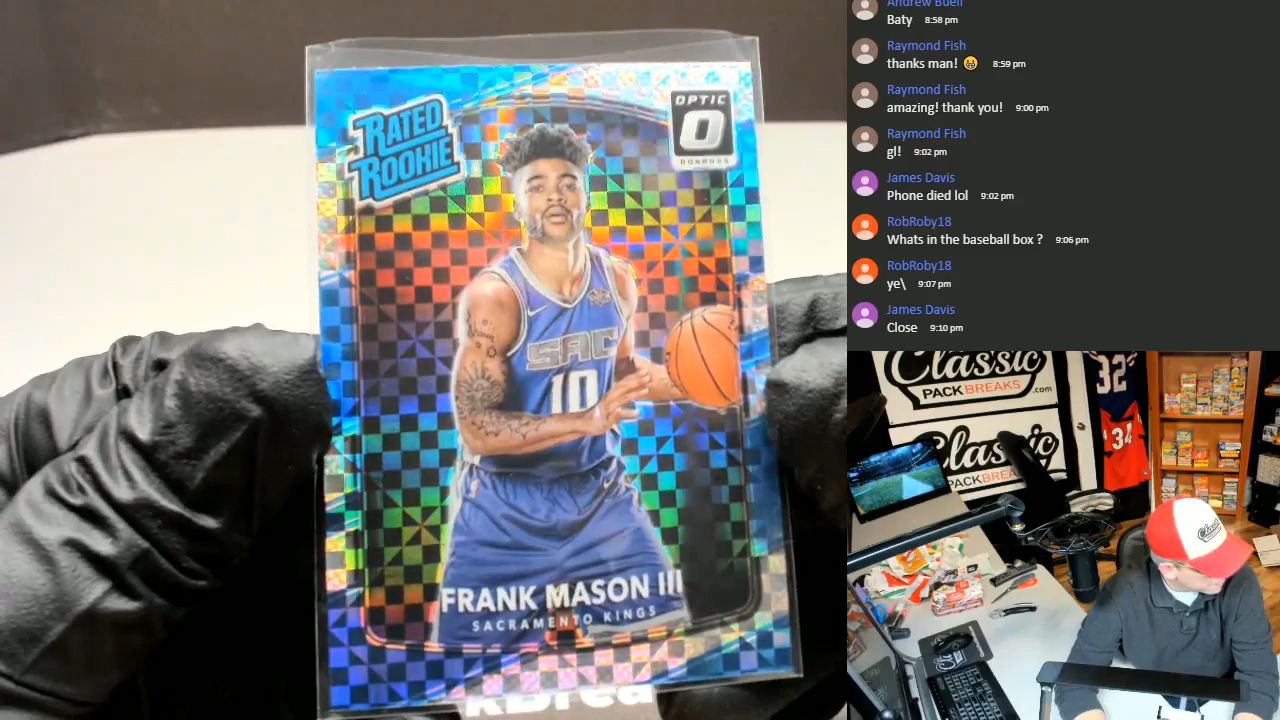 RATED
ROOKIE
OPTIC
DONRUSS
SAC
10
FRANK MASON III
SACRAMENTO KINGS
Andrew Buell
Baty 8:58 pm
Raymond Fish
thanks man! 😀 8:59 pm
Raymond Fish
amazing! thank you! 9:00 pm
Raymond Fish
gl! 9:02 pm
James Davis
Phone died lol 9:02 pm
RobRoby18
Whats in the baseball box ? 9:06 pm
RobRoby18
ye\ 9:07 pm
James Davis
Close 9:10 pm
Classic
PACKBREAKS.com
Classic
PACKBREAKS
32
34